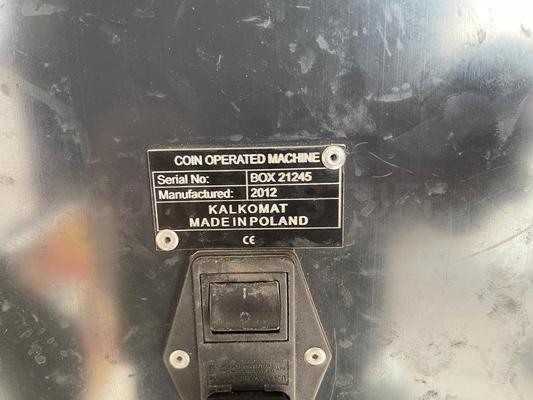 COIN OPERATED MACHINE
Serial No: BOX 21245
Manufactured: 2012
KALKOMAT
MADE IN POLAND
CE